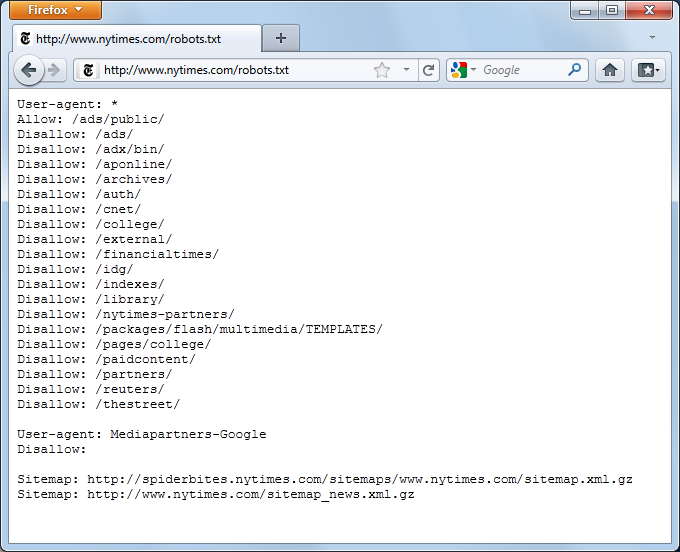 Firefox
http://www.nytimes.com/robots.txt
http://www.nytimes.com/robots.txt
Google
User-agent: *
Allow: /ads/public/
Disallow: /ads/
Disallow: /adx/bin/
Disallow: /aponline/
Disallow: /archives/
Disallow: /auth/
Disallow: /cnet/
Disallow: /college/
Disallow: /external/
Disallow: /financialtimes/
Disallow: /idg/
Disallow: /indexes/
Disallow: /library/
Disallow: /nytimes-partners/
Disallow: /packages/flash/multimedia/TEMPLATES/
Disallow: /pages/college/
Disallow: /paidcontent/
Disallow: /partners/
Disallow: /reuters/
Disallow: /thestreet/
User-agent: Mediapartners-Google
Disallow:
Sitemap: http://spiderbites.nytimes.com/sitemaps/www.nytimes.com/sitemap.xml.gz
Sitemap: http://www.nytimes.com/sitemap_news.xml.gz